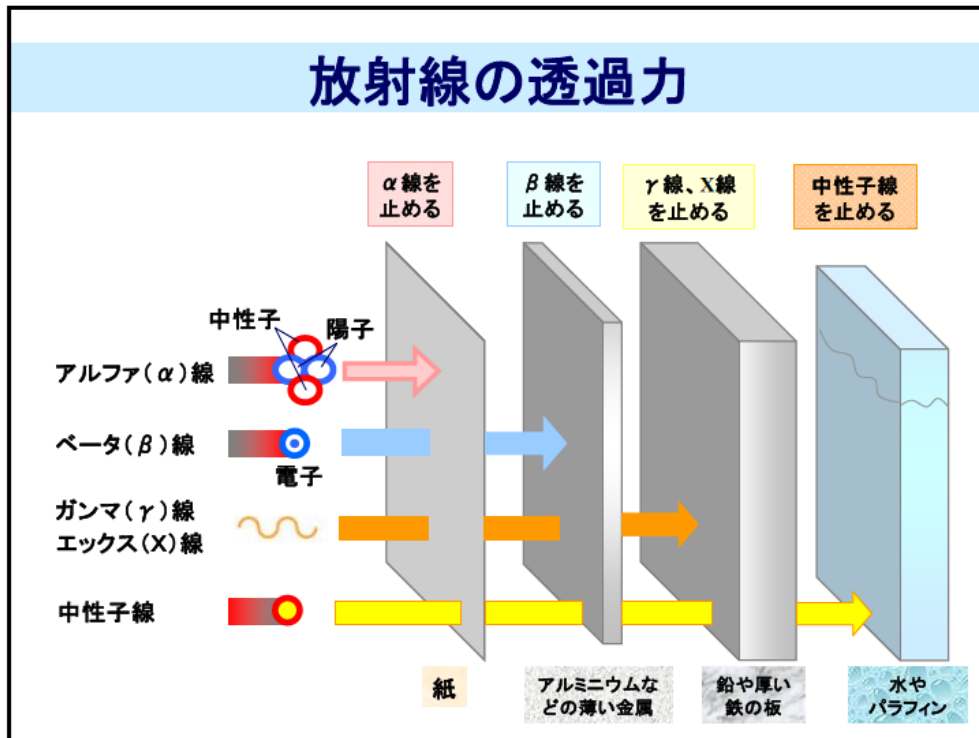 放射線の透過力
α線を
止める
β線を
止める
γ線、X線
を止める
中性子線
を止める
中性子
陽子
アルファ(α)線
ベータ(β)線
電子
ガンマ(γ)線
エックス(X)線
中性子線
紙
アルミニウムな
どの薄い金属
鉛や厚い
鉄の板
水や
パラフィン